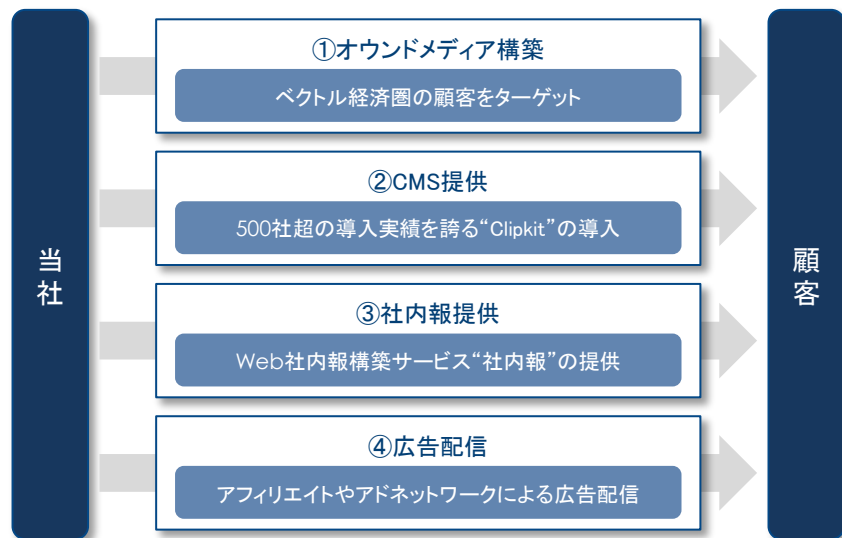 当社
①オウンドメディア構築
ベクトル経済圏の顧客をターゲット
②CMS提供
500社超の導入実績を誇る“Clipkit”の導入
③社内報提供
Web社内報構築サービス“社内報”の提供
④広告配信
アフィリエイトやアドネットワークによる広告配信
顧客